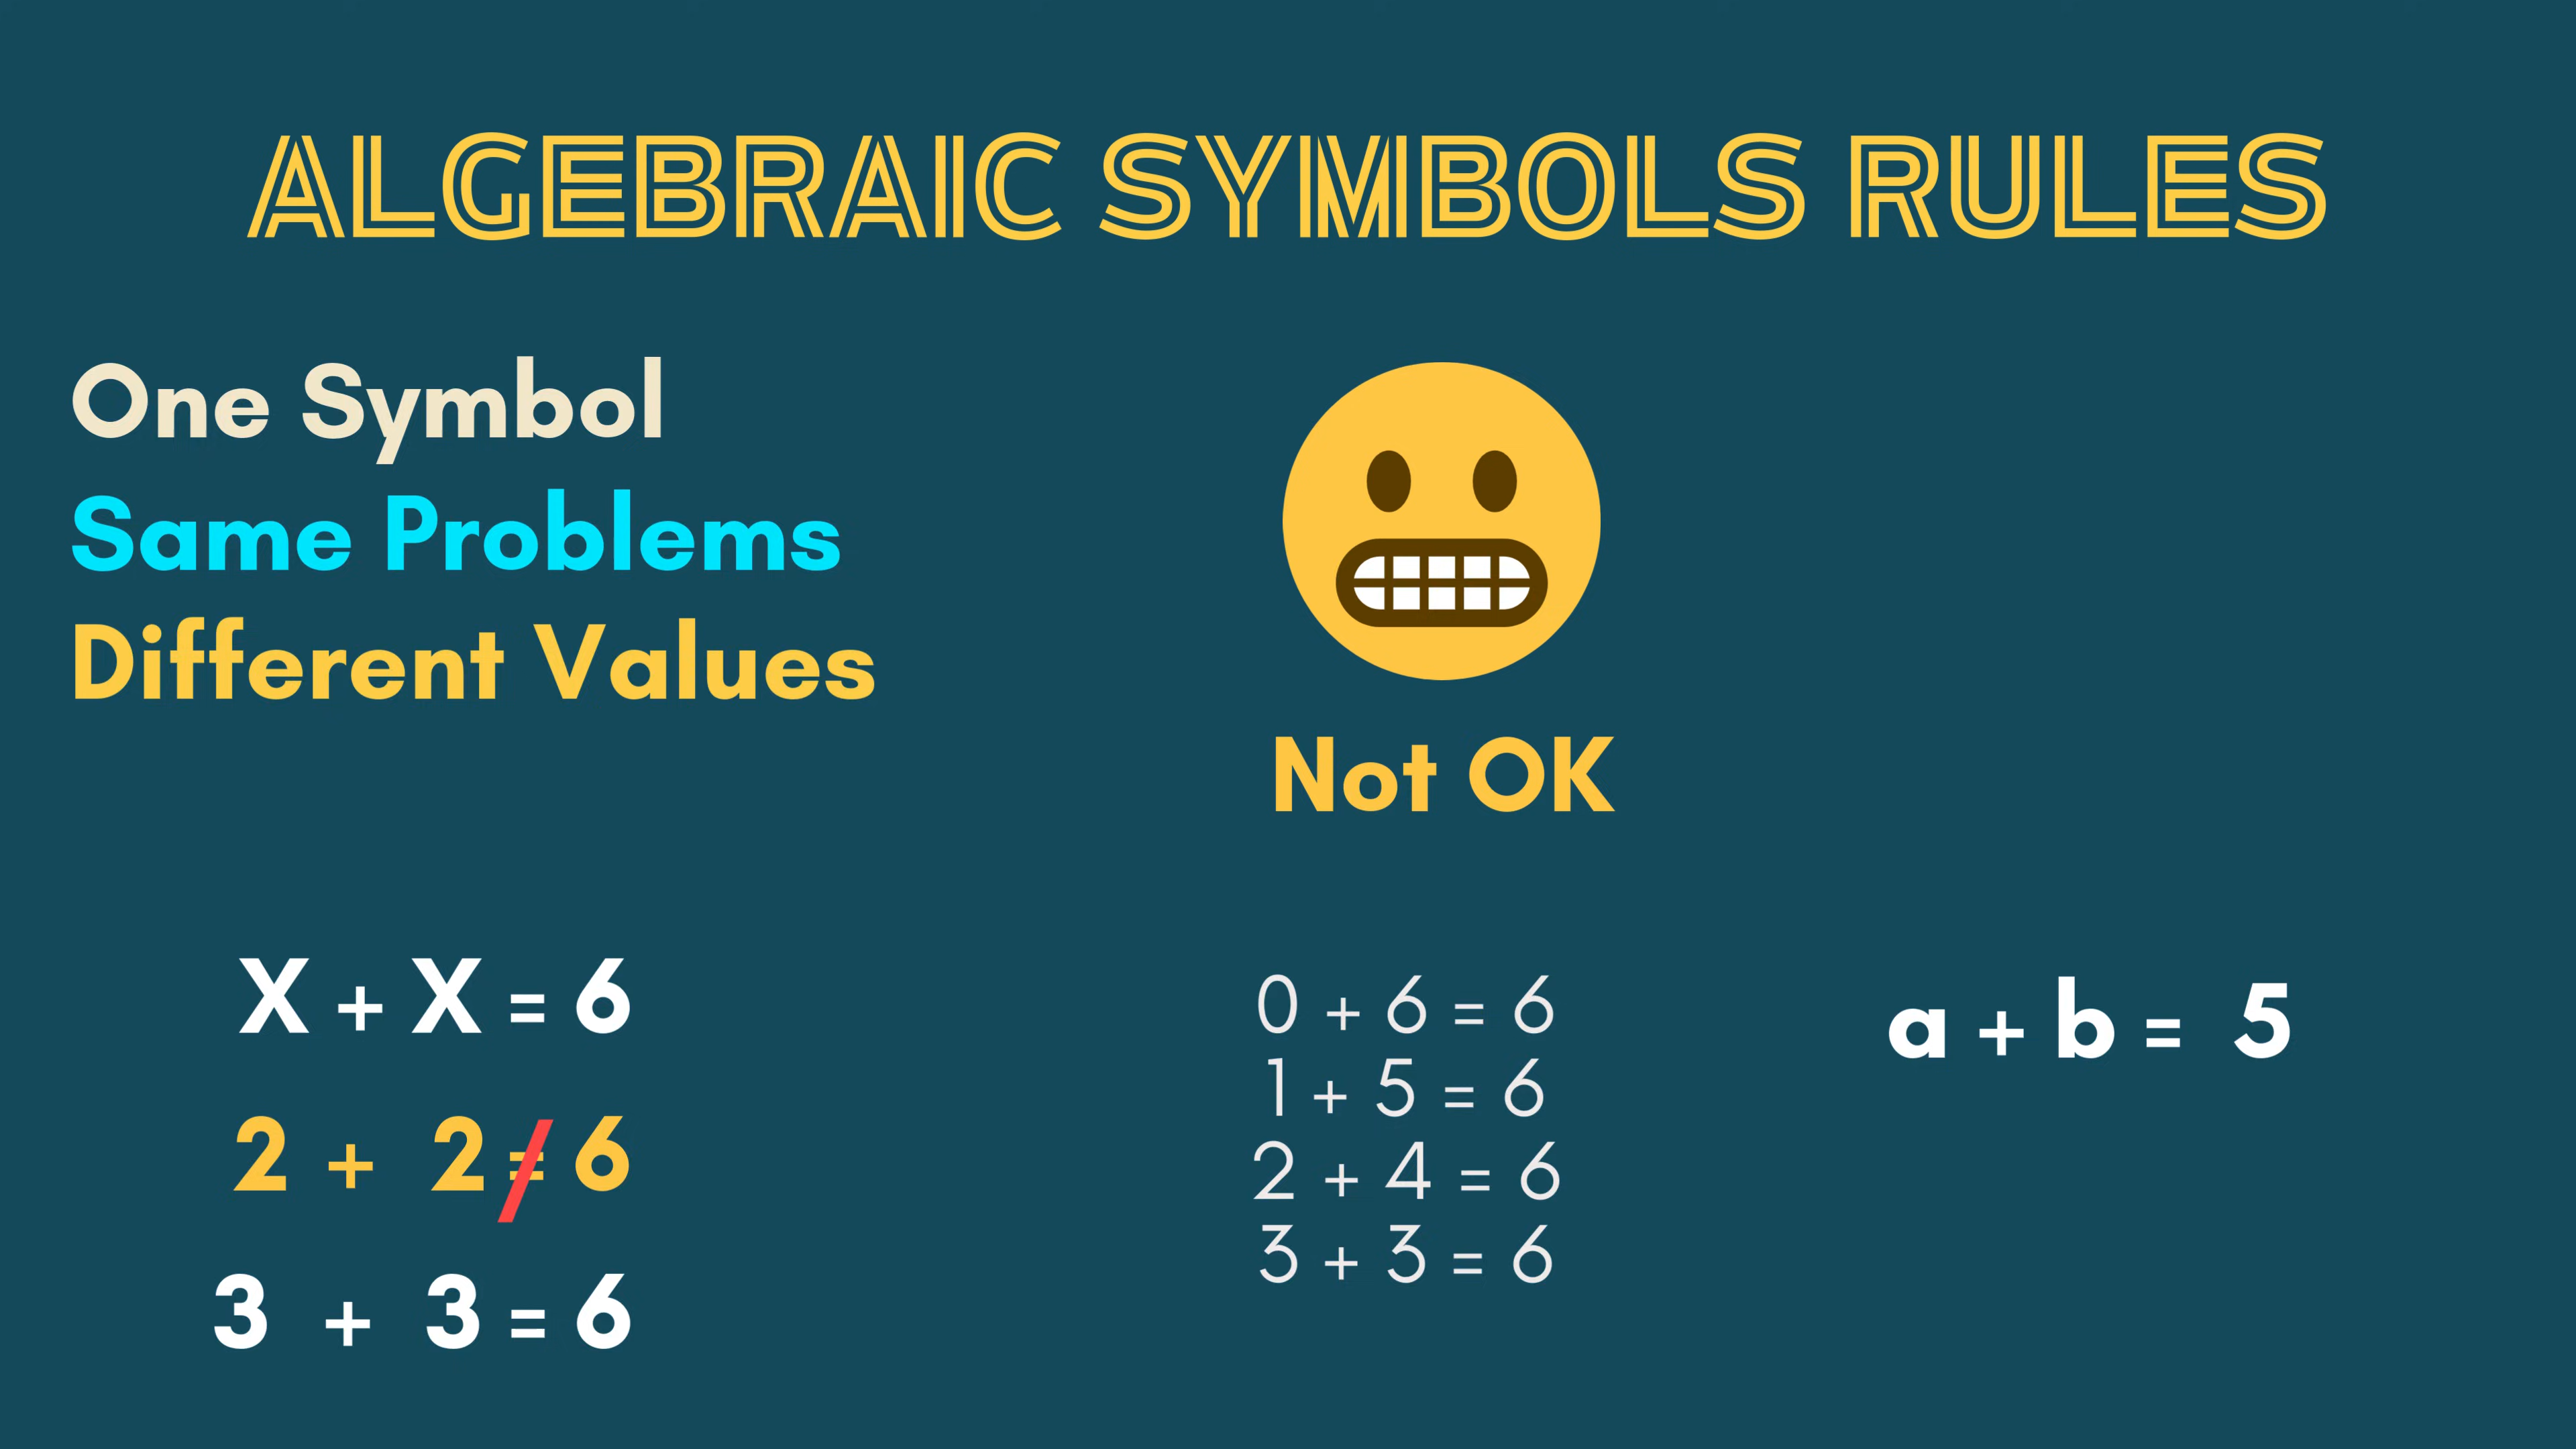 ALGEBRAIC SYMBOLS RULES
One Symbol
Same Problems
Different Values
Not OK
X + X = 6
2 + 2 ≠ 6
3 + 3 = 6
0 + 6 = 6
1 + 5 = 6
2 + 4 = 6
3 + 3 = 6
a + b = 5